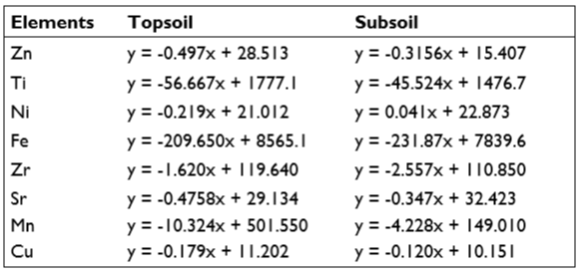 Elements Topsoil Subsoil
Zn y = -0.497x + 28.513 y = -0.3156x + 15.407
Ti y = -56.667x + 1777.1 y = -45.524x + 1476.7
Ni y = -0.219x + 21.012 y = 0.041x + 22.873
Fe y = -209.650x + 8565.1 y = -231.87x + 7839.6
Zr y = -1.620x + 119.640 y = -2.557x + 110.850
Sr y = -0.4758x + 29.134 y = -0.347x + 32.423
Mn y = -10.324x + 501.550 y = -4.228x + 149.010
Cu y = -0.179x + 11.202 y = -0.120x + 10.151